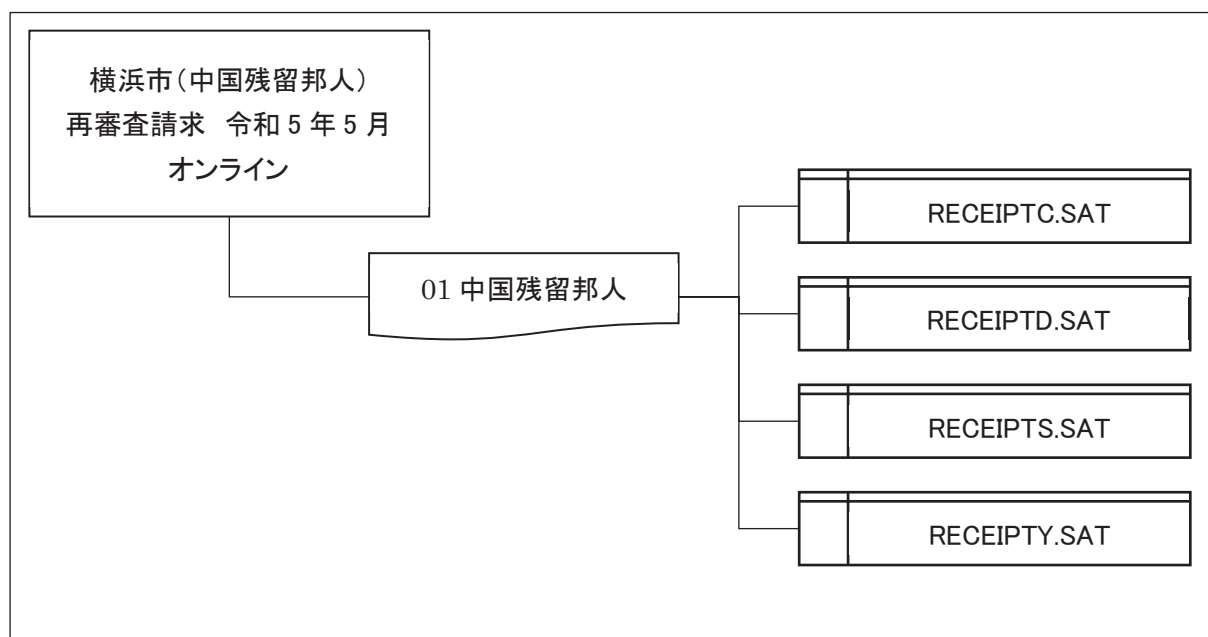 横浜市(中国残留邦人)
再審査請求 令和5年5月
オンライン
01 中国残留邦人
RECEIPTC.SAT
RECEIPTD.SAT
RECEIPTS.SAT
RECEIPTY.SAT